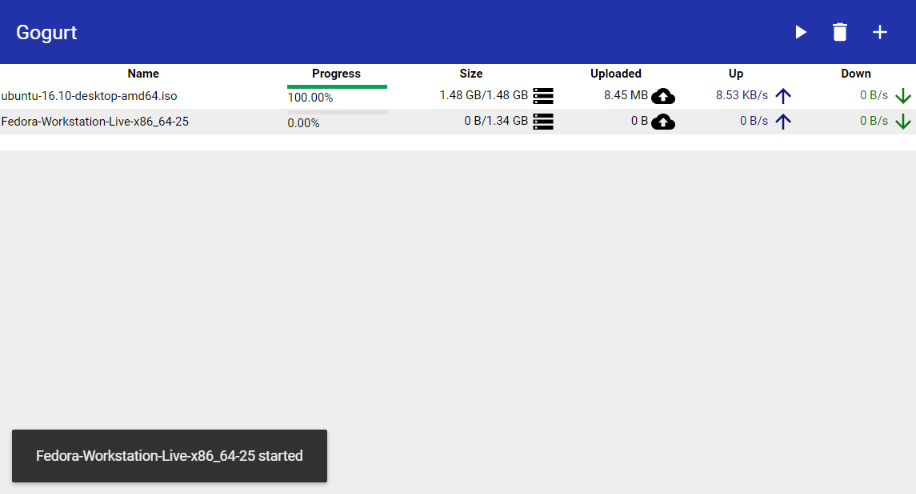 Gogurt
Name Progress Size Uploaded Up Down
ubuntu-16.10-desktop-amd64.iso 100.00% 1.48 GB/1.48 GB 8.45 MB 8.53 KB/s 0 B/s
Fedora-Workstation-Live-x86_64-25 0.00% 0 B/1.34 GB 0 B 0 B/s 0 B/s
Fedora-Workstation-Live-x86_64-25 started